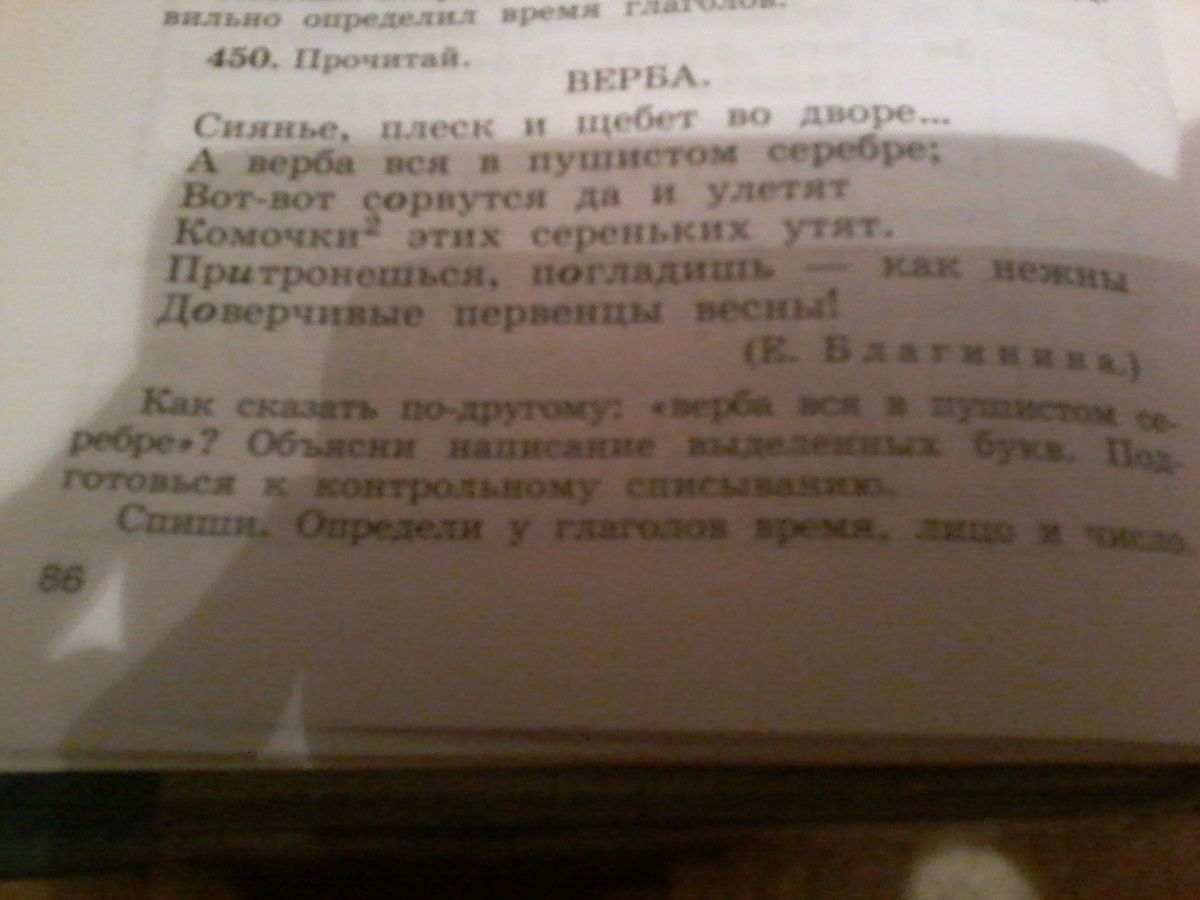 вильно определил время глаголов.
450. Прочитай.
ВЕРБА.
Сиянье, плеск и щебет во дворе...
А верба вся в пушистом серебре;
Вот-вот сорвутся да и улетят
Комочки² этих сереньких утят.
Притронешься, погладишь — как нежны
Доверчивые первенцы весны!
(Е. Благинина.)
Как сказать по-другому: «верба вся в пушистом се-
ребре»? Объясни написание выделенных букв. Под-
готовься к контрольному списыванию.
Спиши. Определи у глаголов время, лицо и число.
86